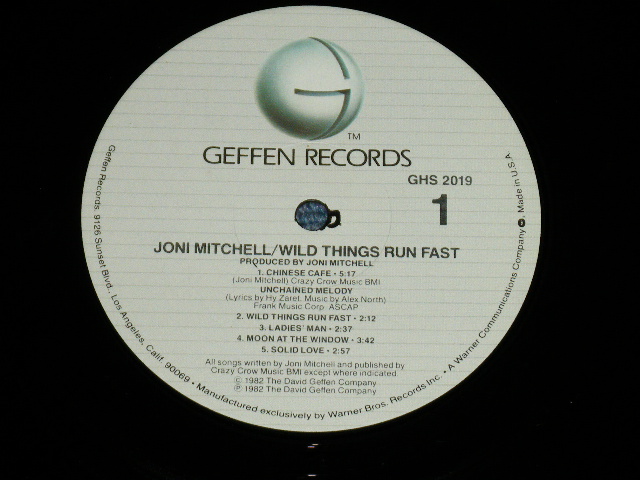 TM
GEFFEN RECORDS
GHS 2019
1
JONI MITCHELL/WILD THINGS RUN FAST
PRODUCED BY JONI MITCHELL
1. CHINESE CAFE • 5:17
(Joni Mitchell) Crazy Crow Music BMI
UNCHAINED MELODY
(Lyrics by Hy Zaret, Music by Alex North)
Frank Music Corp. ASCAP
2. WILD THINGS RUN FAST • 2:12
3. LADIES' MAN • 2:37
4. MOON AT THE WINDOW • 3:42
5. SOLID LOVE • 2:57
All songs written by Joni Mitchell and published by
Crazy Crow Music BMI except where indicated.
© 1982 The David Geffen Company
℗ 1982 The David Geffen Company
Geffen Records 9126 Sunset Blvd., Los Angeles, Calif. 90069 • Manufactured exclusively by Warner Bros. Records Inc. • A Warner Communications Company. Made in U.S.A